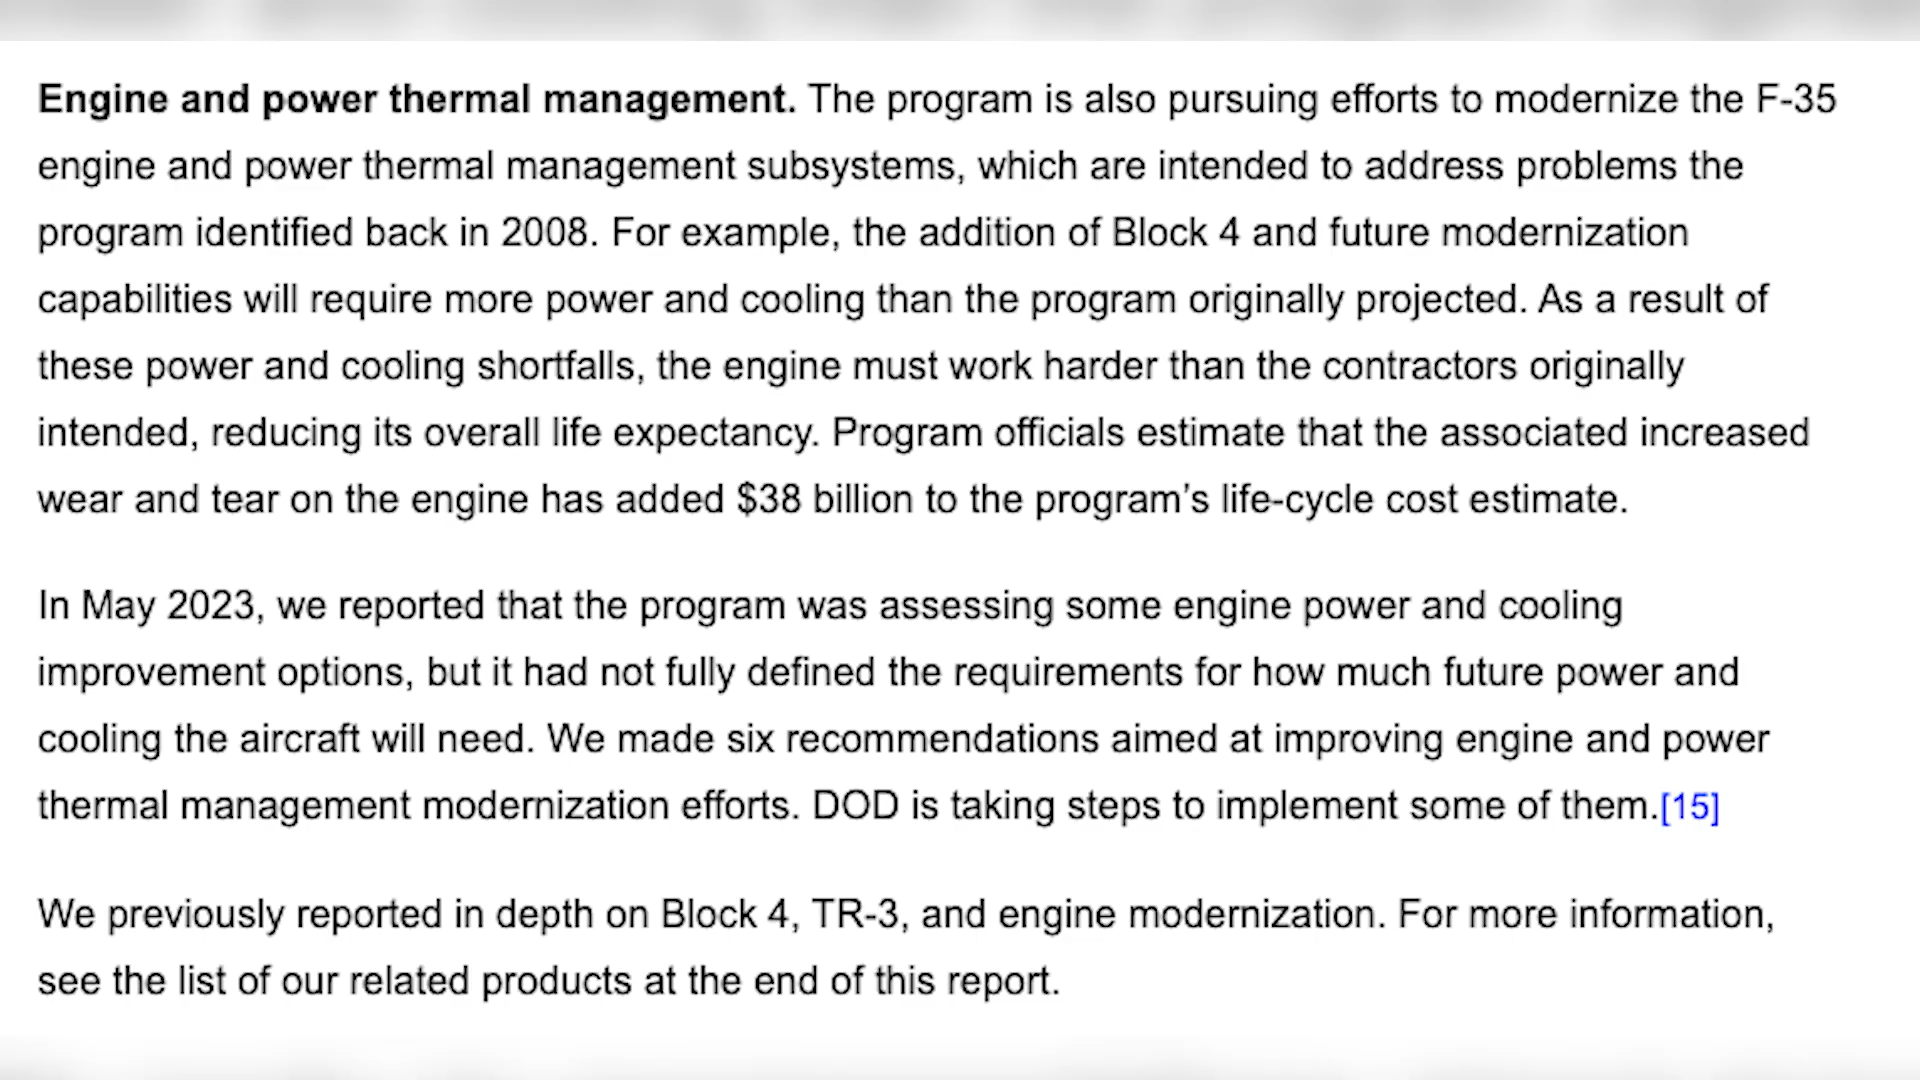 Engine and power thermal management. The program is also pursuing efforts to modernize the F-35
engine and power thermal management subsystems, which are intended to address problems the
program identified back in 2008. For example, the addition of Block 4 and future modernization
capabilities will require more power and cooling than the program originally projected. As a result of
these power and cooling shortfalls, the engine must work harder than the contractors originally
intended, reducing its overall life expectancy. Program officials estimate that the associated increased
wear and tear on the engine has added $38 billion to the program’s life-cycle cost estimate.
In May 2023, we reported that the program was assessing some engine power and cooling
improvement options, but it had not fully defined the requirements for how much future power and
cooling the aircraft will need. We made six recommendations aimed at improving engine and power
thermal management modernization efforts. DOD is taking steps to implement some of them.[15]
We previously reported in depth on Block 4, TR-3, and engine modernization. For more information,
see the list of our related products at the end of this report.